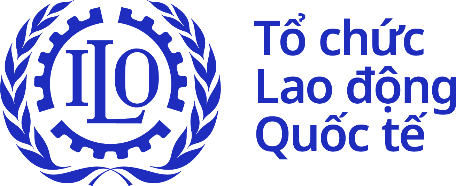 ILO
Tổ chức
Lao động
Quốc tế